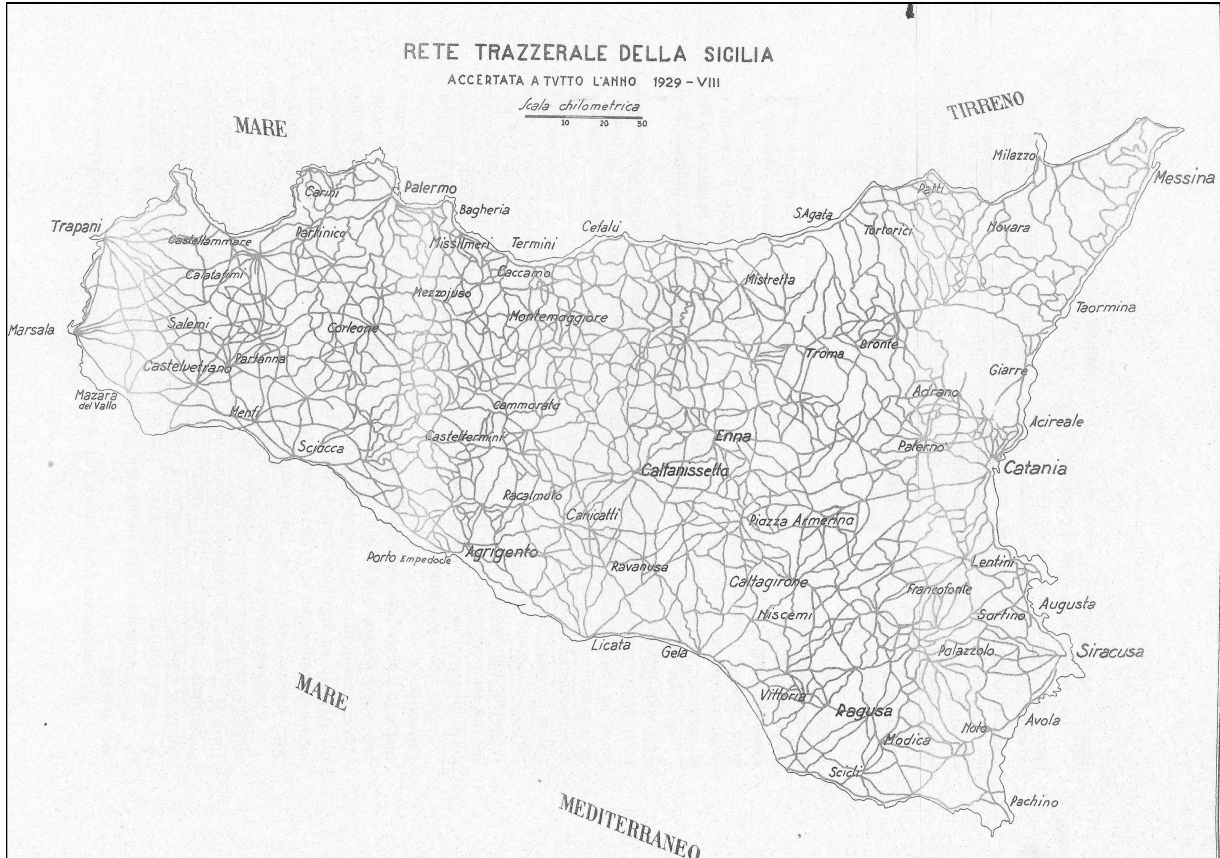 RETE TRAZZERALE DELLA SICILIA
ACCERTATA A TVTTO L'ANNO 1929-VIII
Scala chilometrica
10 20 30
MARE
TIRRENO
Milazzo
Messina
Carini
Palermo
Patti
Bagheria
S.Agata
Trapani
Castellammare
Partinico
Missilmeri
Termini
Cefalù
Tortorici
Novara
Calatafimi
Caccamo
Mistretta
Mezzojuso
Taormina
Marsala
Salemi
Corleone
Montemaggiore
Troina
Bronte
Castelvetrano
Partanna
Giarre
Mazara
del Vallo
Menfi
Cammarata
Adrano
Acireale
Sciacca
Casteltermini
Enna
Paternò
Caltanissetta
Catania
Racalmuto
Canicatti
Piazza Armerina
Porto Empedocle
Agrigento
Ravanusa
Caltagirone
Lentini
Francofonte
Niscemi
Sortino
Augusta
Licata
Gela
Palazzolo
Siracusa
MARE
Vittoria
Ragusa
Noto
Avola
Modica
Scicli
Pachino
MEDITERRANEO